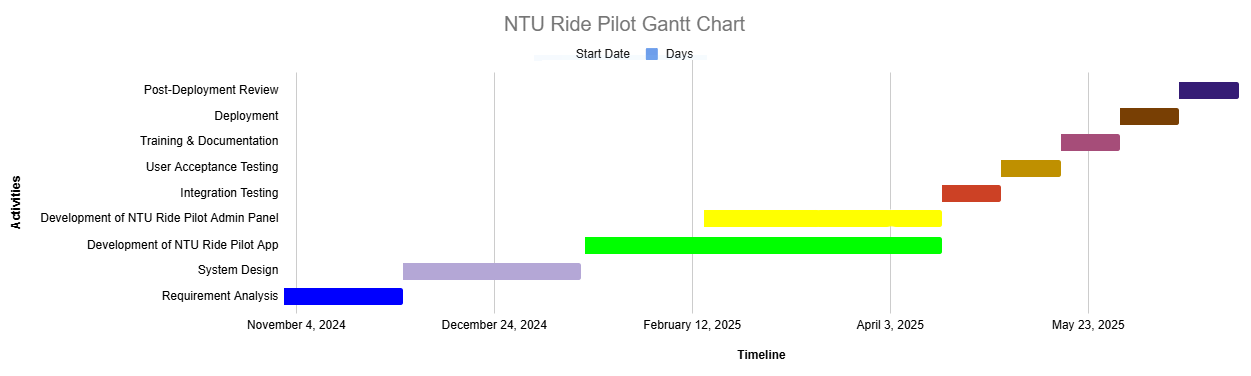 NTU Ride Pilot Gantt Chart
Start Date Days
Post-Deployment Review
Deployment
Training & Documentation
User Acceptance Testing
Integration Testing
Development of NTU Ride Pilot Admin Panel
Development of NTU Ride Pilot App
System Design
Requirement Analysis
Activities
November 4, 2024 December 24, 2024 February 12, 2025 April 3, 2025 May 23, 2025
Timeline